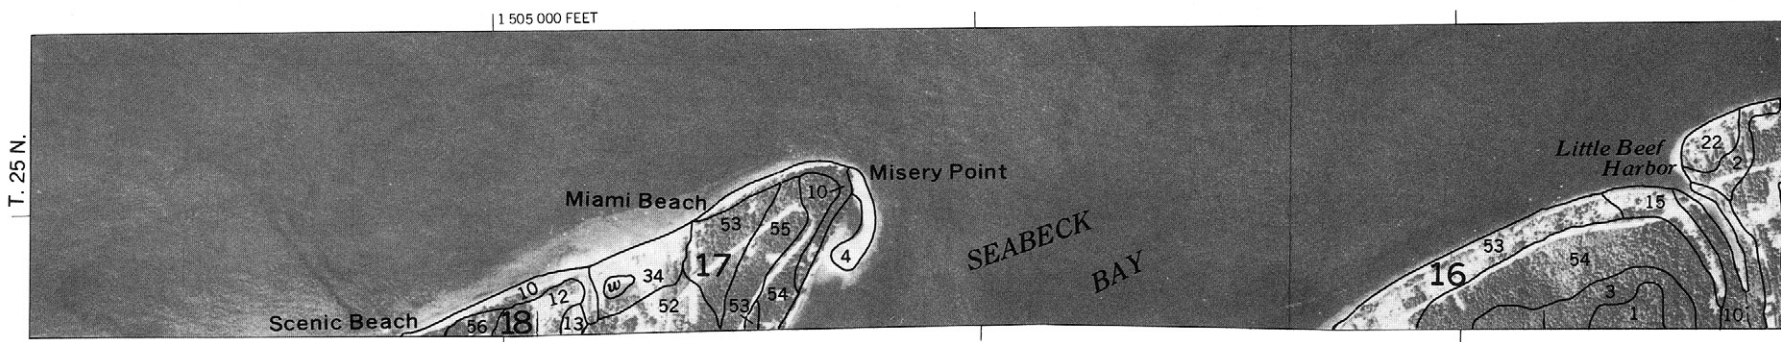 1 505 000 FEET
T. 25 N.
Little Beef
Harbor
22
2
Misery Point
Miami Beach
10
15
53
55
SEABECK
BAY
53
54
4
17
16
34
w
10
12
52
53
54
3
1
10
Scenic Beach
56
18
13